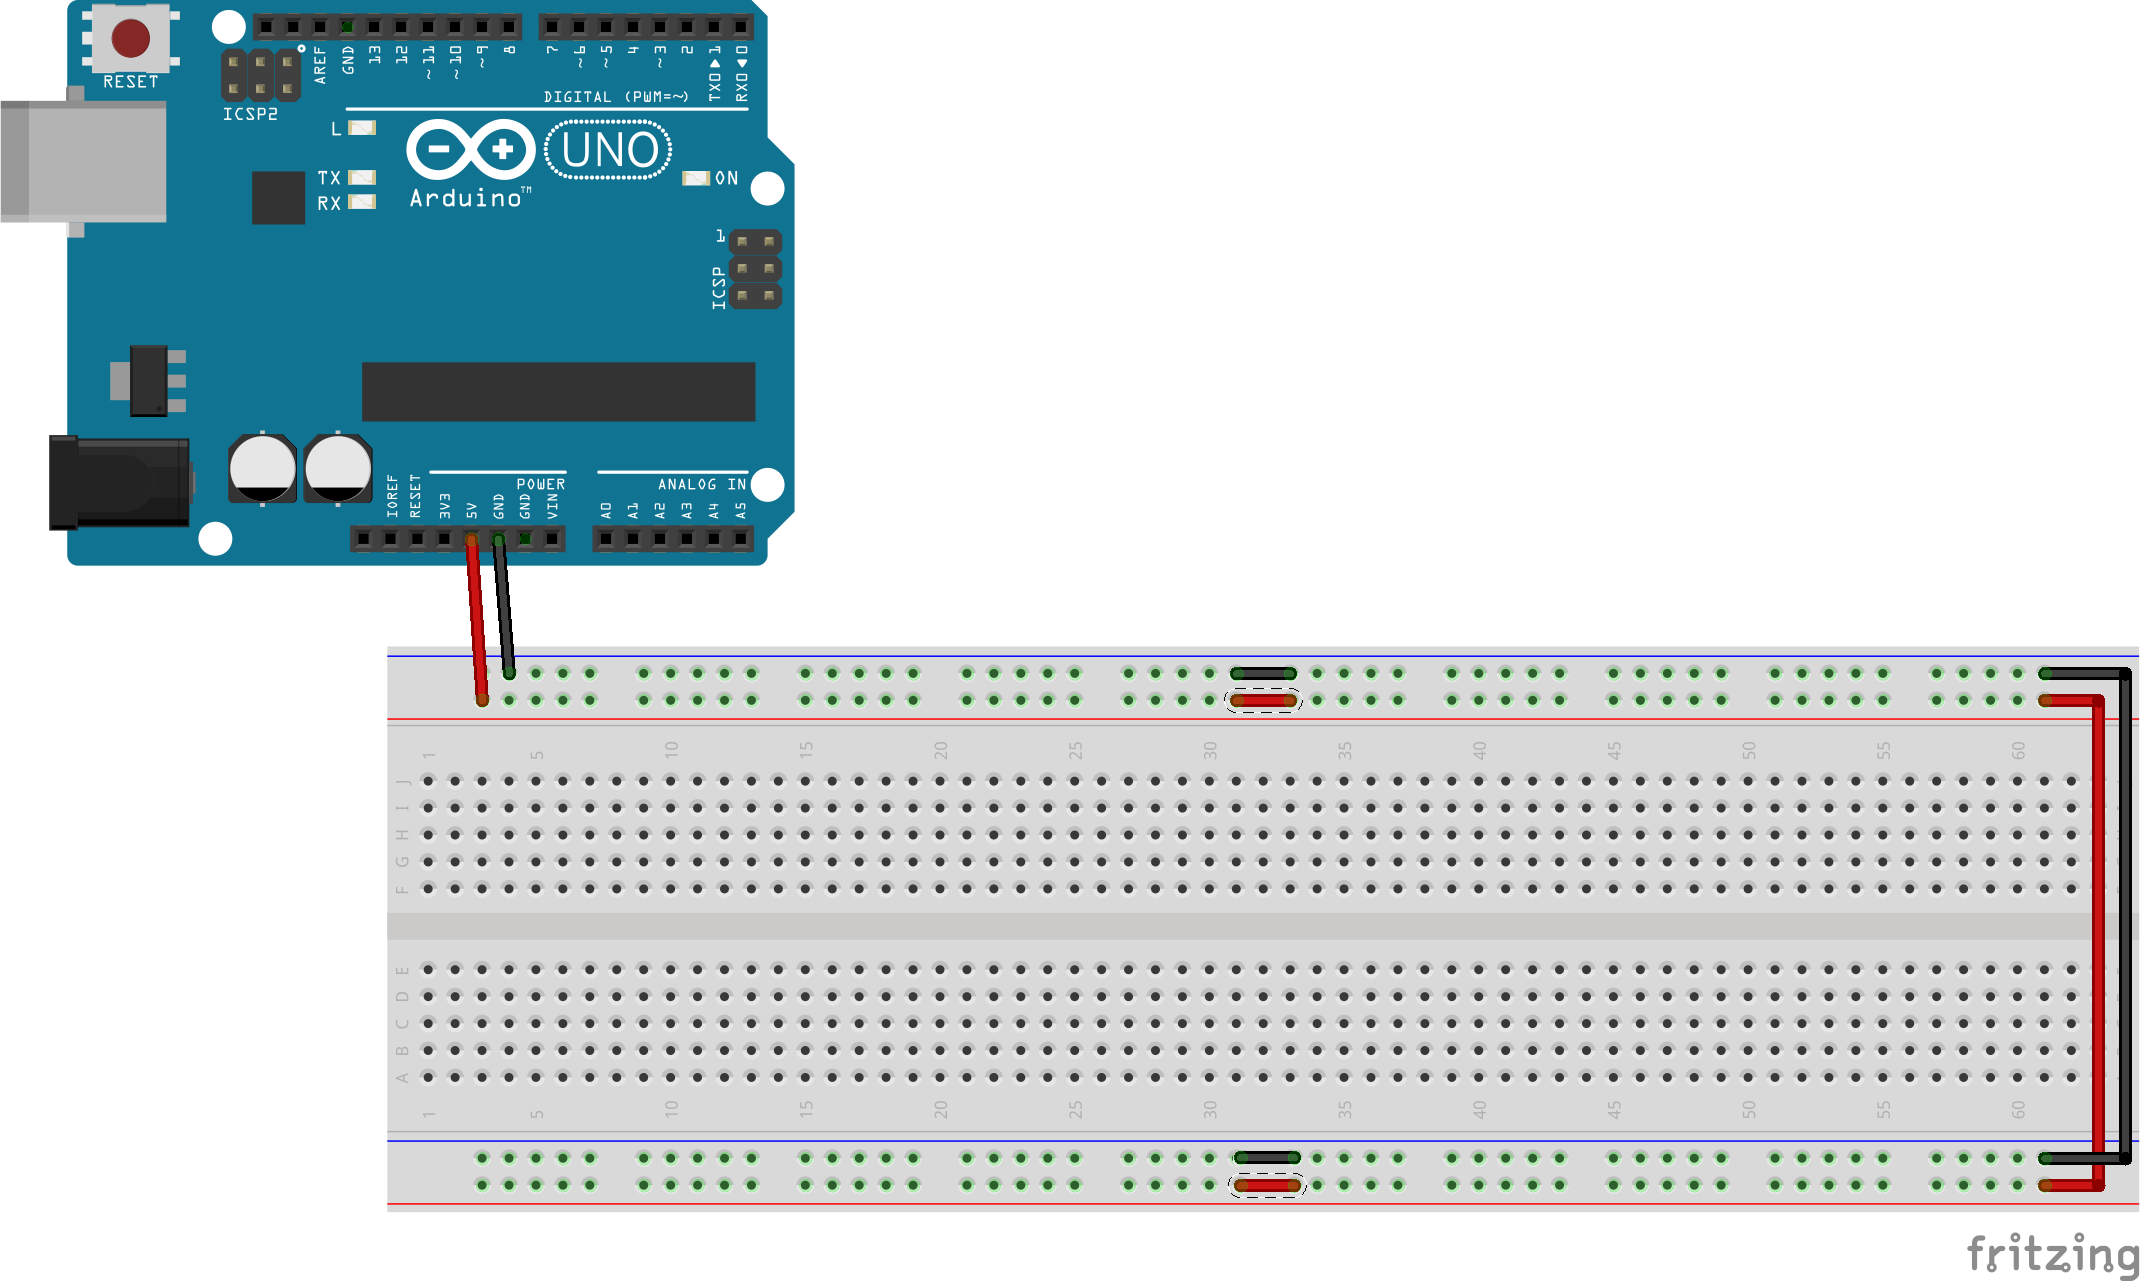 RESET
ICSP2
AREF
GND
13
12
~11
~10
~9
8
7
~6
~5
4
~3
2
TX0▶1
RX0◀0
DIGITAL (PWM=~)
L
TX
RX
Arduino™
UNO
ON
1
ICSP
POWER
ANALOG IN
IOREF
RESET
3V3
5V
GND
GND
VIN
A0
A1
A2
A3
A4
A5
1 5 10 15 20 25 30 35 40 45 50 55 60
J
I
H
G
F
E
D
C
B
A
1 5 10 15 20 25 30 35 40 45 50 55 60
fritzing